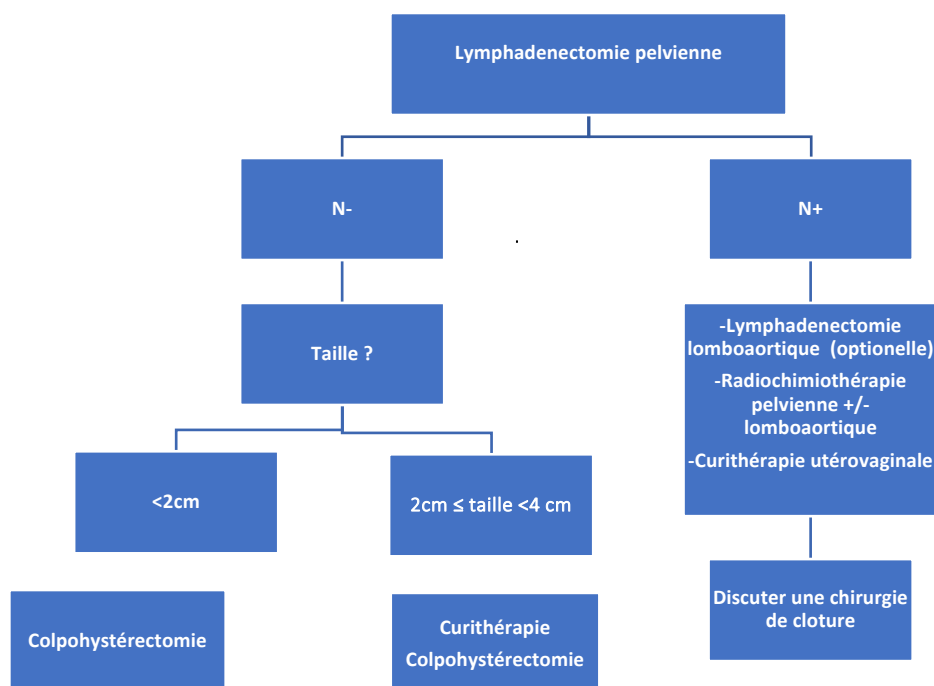 Lymphadenectomie pelvienne
N-
N+
.
Taille ?
-Lymphadenectomie
lomboaortique (optionelle)
-Radiochimiothérapie
pelvienne +/-
lomboaortique
-Curithérapie utérovaginale
<2cm
2cm ≤ taille <4 cm
Colpohystérectomie
Curithérapie
Colpohystérectomie
Discuter une chirurgie
de cloture